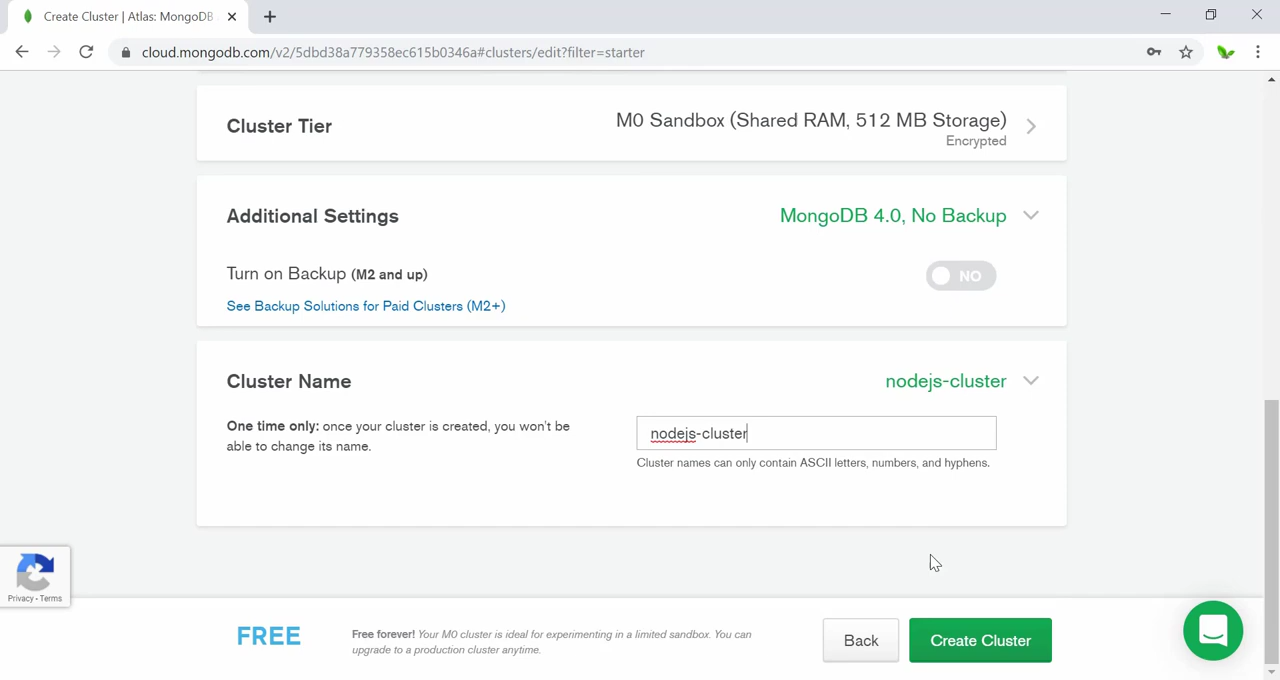 Create Cluster | Atlas: MongoDB
cloud.mongodb.com/v2/5dbd38a779358ec615b0346a#clusters/edit?filter=starter
Cluster Tier
M0 Sandbox (Shared RAM, 512 MB Storage)
Encrypted
Additional Settings
MongoDB 4.0, No Backup
Turn on Backup (M2 and up)
NO
See Backup Solutions for Paid Clusters (M2+)
Cluster Name
nodejs-cluster
One time only: once your cluster is created, you won't be
able to change its name.
nodejs-cluster
Cluster names can only contain ASCII letters, numbers, and hyphens.
Privacy - Terms
FREE
Free forever! Your M0 cluster is ideal for experimenting in a limited sandbox. You can
upgrade to a production cluster anytime.
Back
Create Cluster